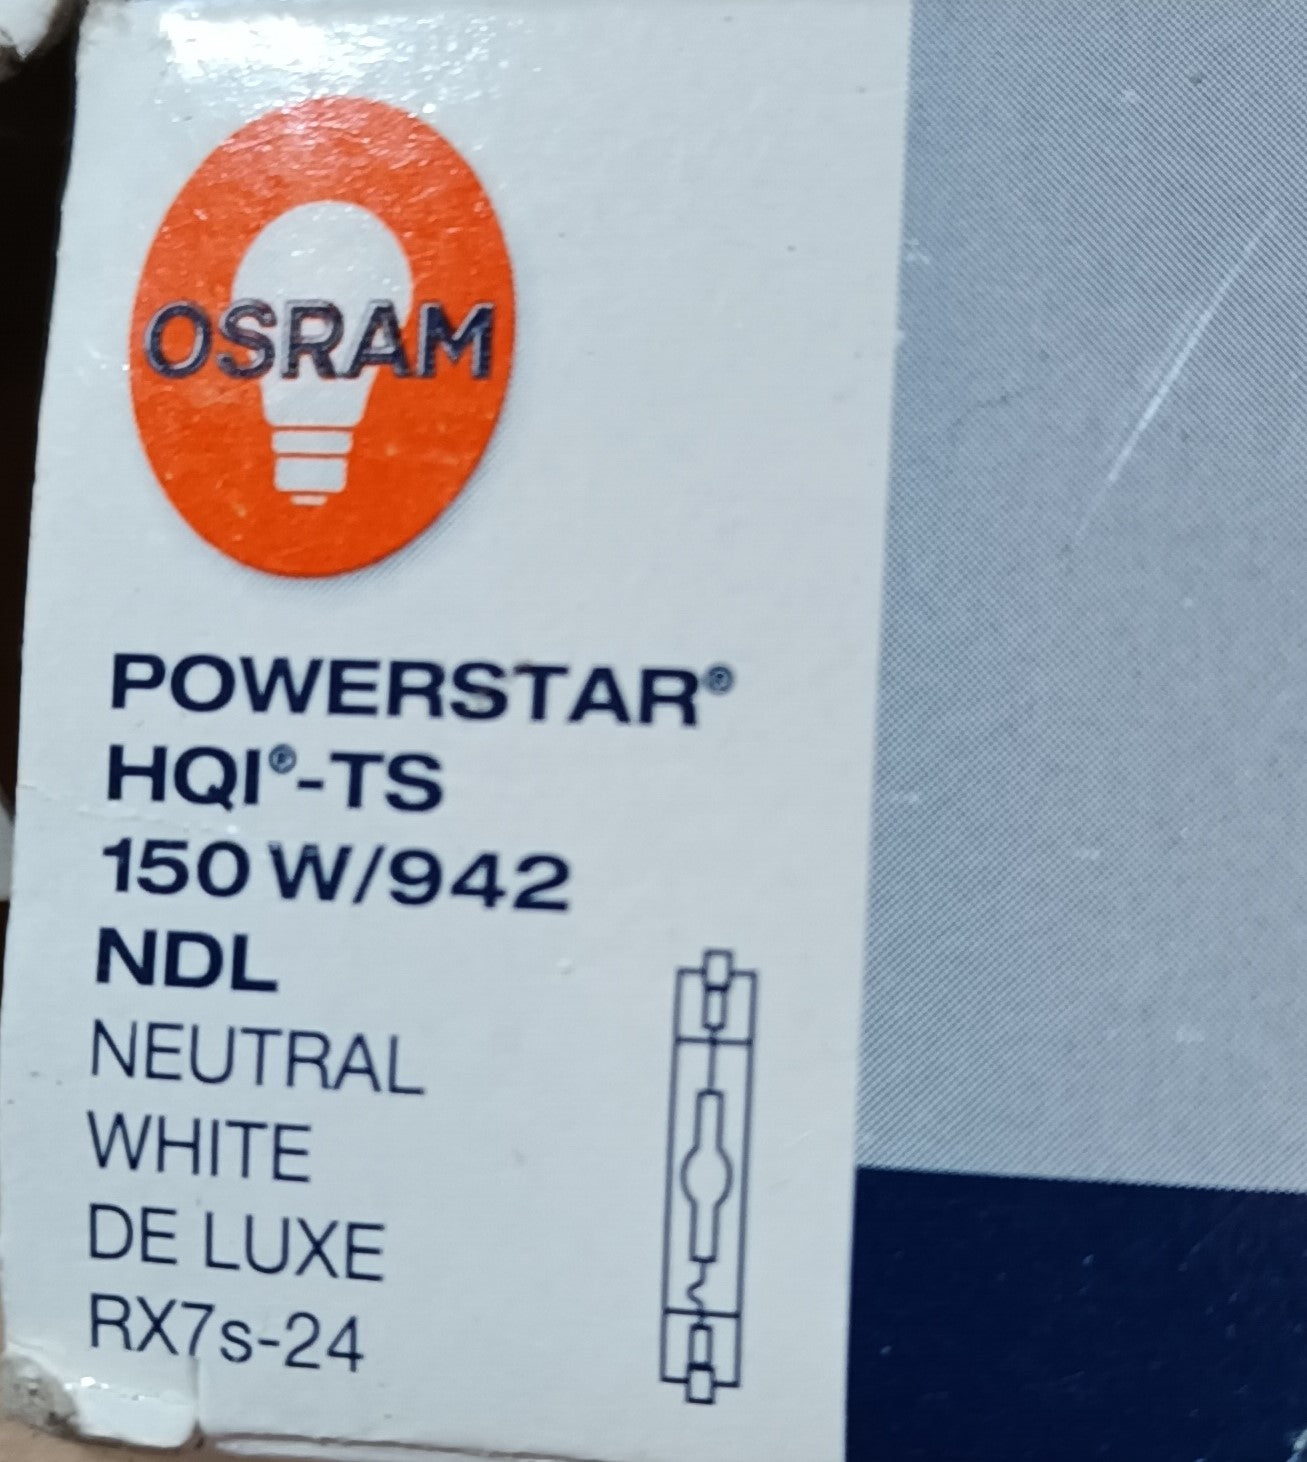 OSRAM
POWERSTAR®
HQI®-TS
150 W/942
NDL
NEUTRAL
WHITE
DE LUXE
RX7s-24